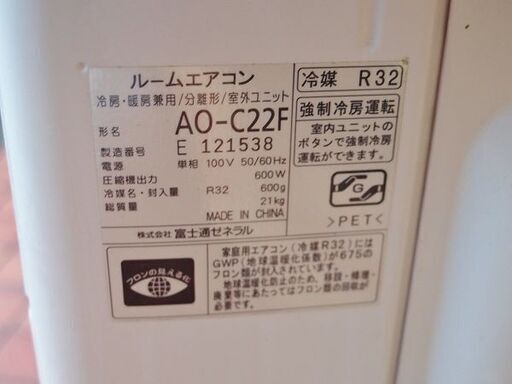 ルームエアコン
冷房・暖房兼用/分離形/室外ユニット
形名 AO-C22F
製造番号 E 121538
電源 単相 100V 50/60Hz
圧縮機出力 600W
冷媒名・封入量 R32 600g
総質量 21kg
MADE IN CHINA
株式会社 富士通ゼネラル
冷媒 R32
強制冷房運転
室内ユニットの
ボタンで強制冷房
運転ができます。
G
>PET<
フロンの見える化
家庭用エアコン(冷媒R32)には
GWP(地球温暖化係数)が675の
フロン類が封入されています。
地球温暖化防止のため、移設・修理・
廃棄等にあたってはフロン類の回収が
必要です。